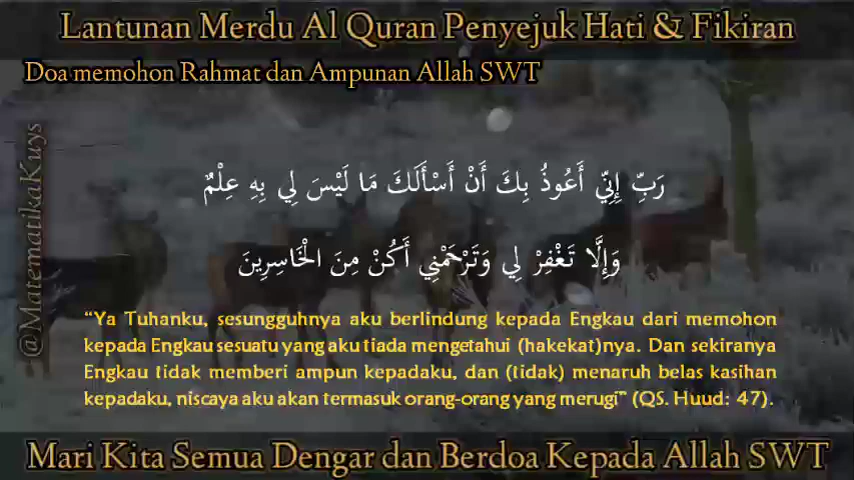 Lantunan Merdu Al Quran Penyejuk Hati & Fikiran
Doa memohon Rahmat dan Ampunan Allah SWT
@MatematikaKuys
رَبِّ إِنِّي أَعُوذُ بِكَ أَنْ أَسْأَلَكَ مَا لَيْسَ لِي بِهِ عِلْمٌ
وَإِلَّا تَغْفِرْ لِي وَتَرْحَمْنِي أَكُنْ مِنَ الْخَاسِرِينَ
“Ya Tuhanku, sesungguhnya aku berlindung kepada Engkau dari memohon
kepada Engkau sesuatu yang aku tiada mengetahui (hakekat)nya. Dan sekiranya
Engkau tidak memberi ampun kepadaku, dan (tidak) menaruh belas kasihan
kepadaku, niscaya aku akan termasuk orang-orang yang merugi” (QS. Huud: 47).
Mari Kita Semua Dengar dan Berdoa Kepada Allah SWT